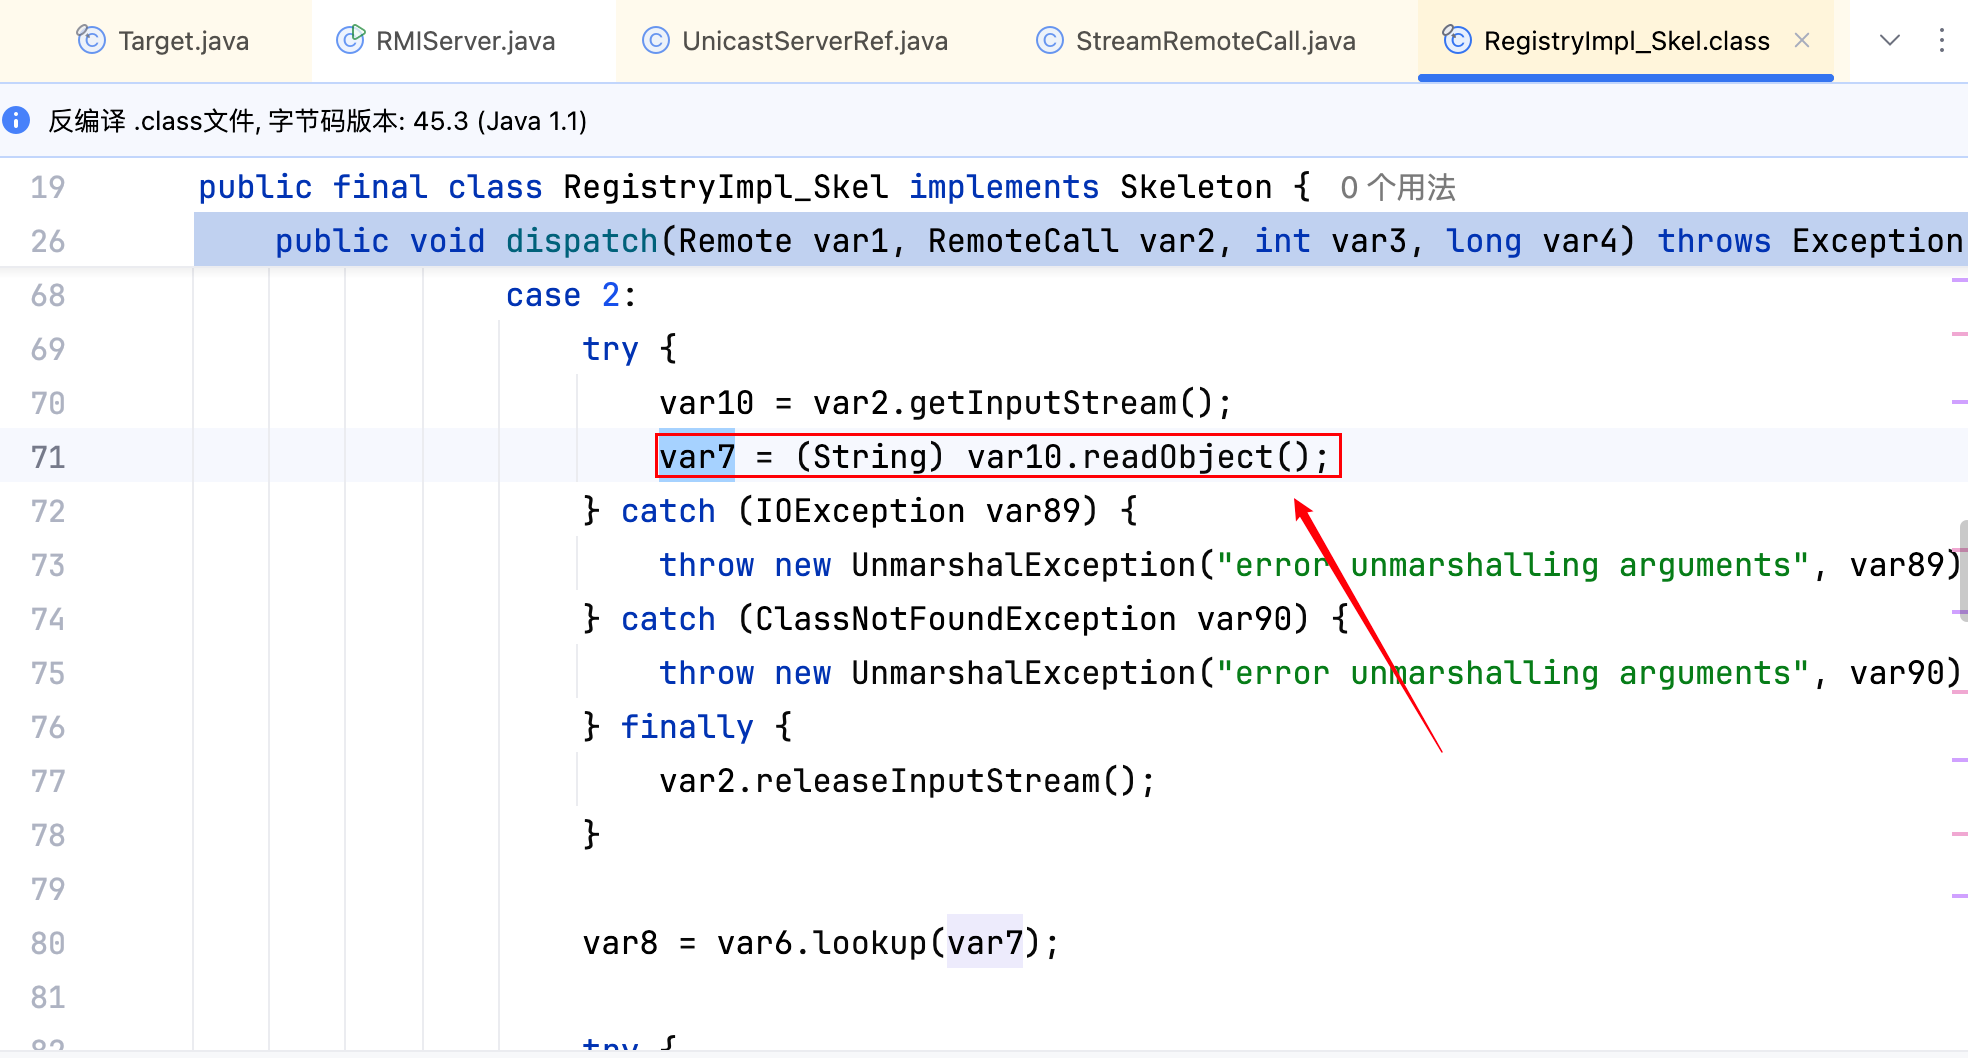 Target.java RMIServer.java UnicastServerRef.java StreamRemoteCall.java RegistryImpl_Skel.class
反编译 .class文件, 字节码版本: 45.3 (Java 1.1)
19 public final class RegistryImpl_Skel implements Skeleton { 0 个用法
26 public void dispatch(Remote var1, RemoteCall var2, int var3, long var4) throws Exception
68 case 2:
69 try {
70 var10 = var2.getInputStream();
71 var7 = (String) var10.readObject();
72 } catch (IOException var89) {
73 throw new UnmarshalException("error unmarshalling arguments", var89)
74 } catch (ClassNotFoundException var90) {
75 throw new UnmarshalException("error unmarshalling arguments", var90)
76 } finally {
77 var2.releaseInputStream();
78 }
79
80 var8 = var6.lookup(var7);
81
82 try {